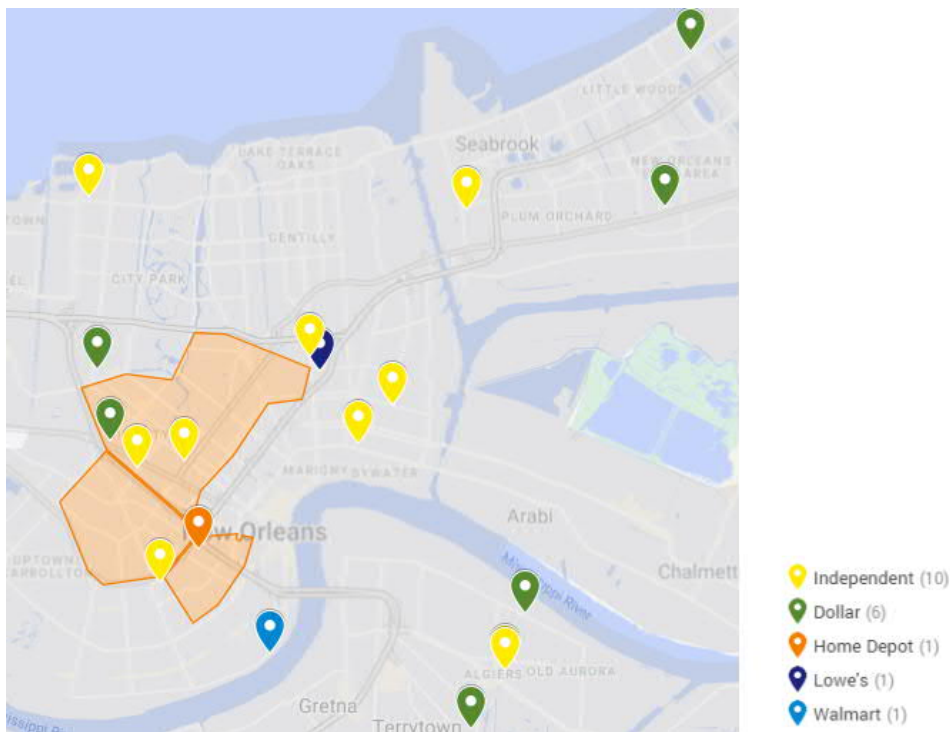 LITTLE WOODS
LAKE TERRACE
OAKS
Seabrook
NEW ORLEANS
AREA
TOWN
PLUM ORCHARD
GENTILLY
EL
CITY PARK
MARIGNY BYWATER
Arabi
New Orleans
UPTOWN
CARROLLTON
Mississippi River
Chalmett
ALGIERS OLD AURORA
Gretna
Terrytown
Independent (10)
Dollar (6)
Home Depot (1)
Lowe's (1)
Walmart (1)